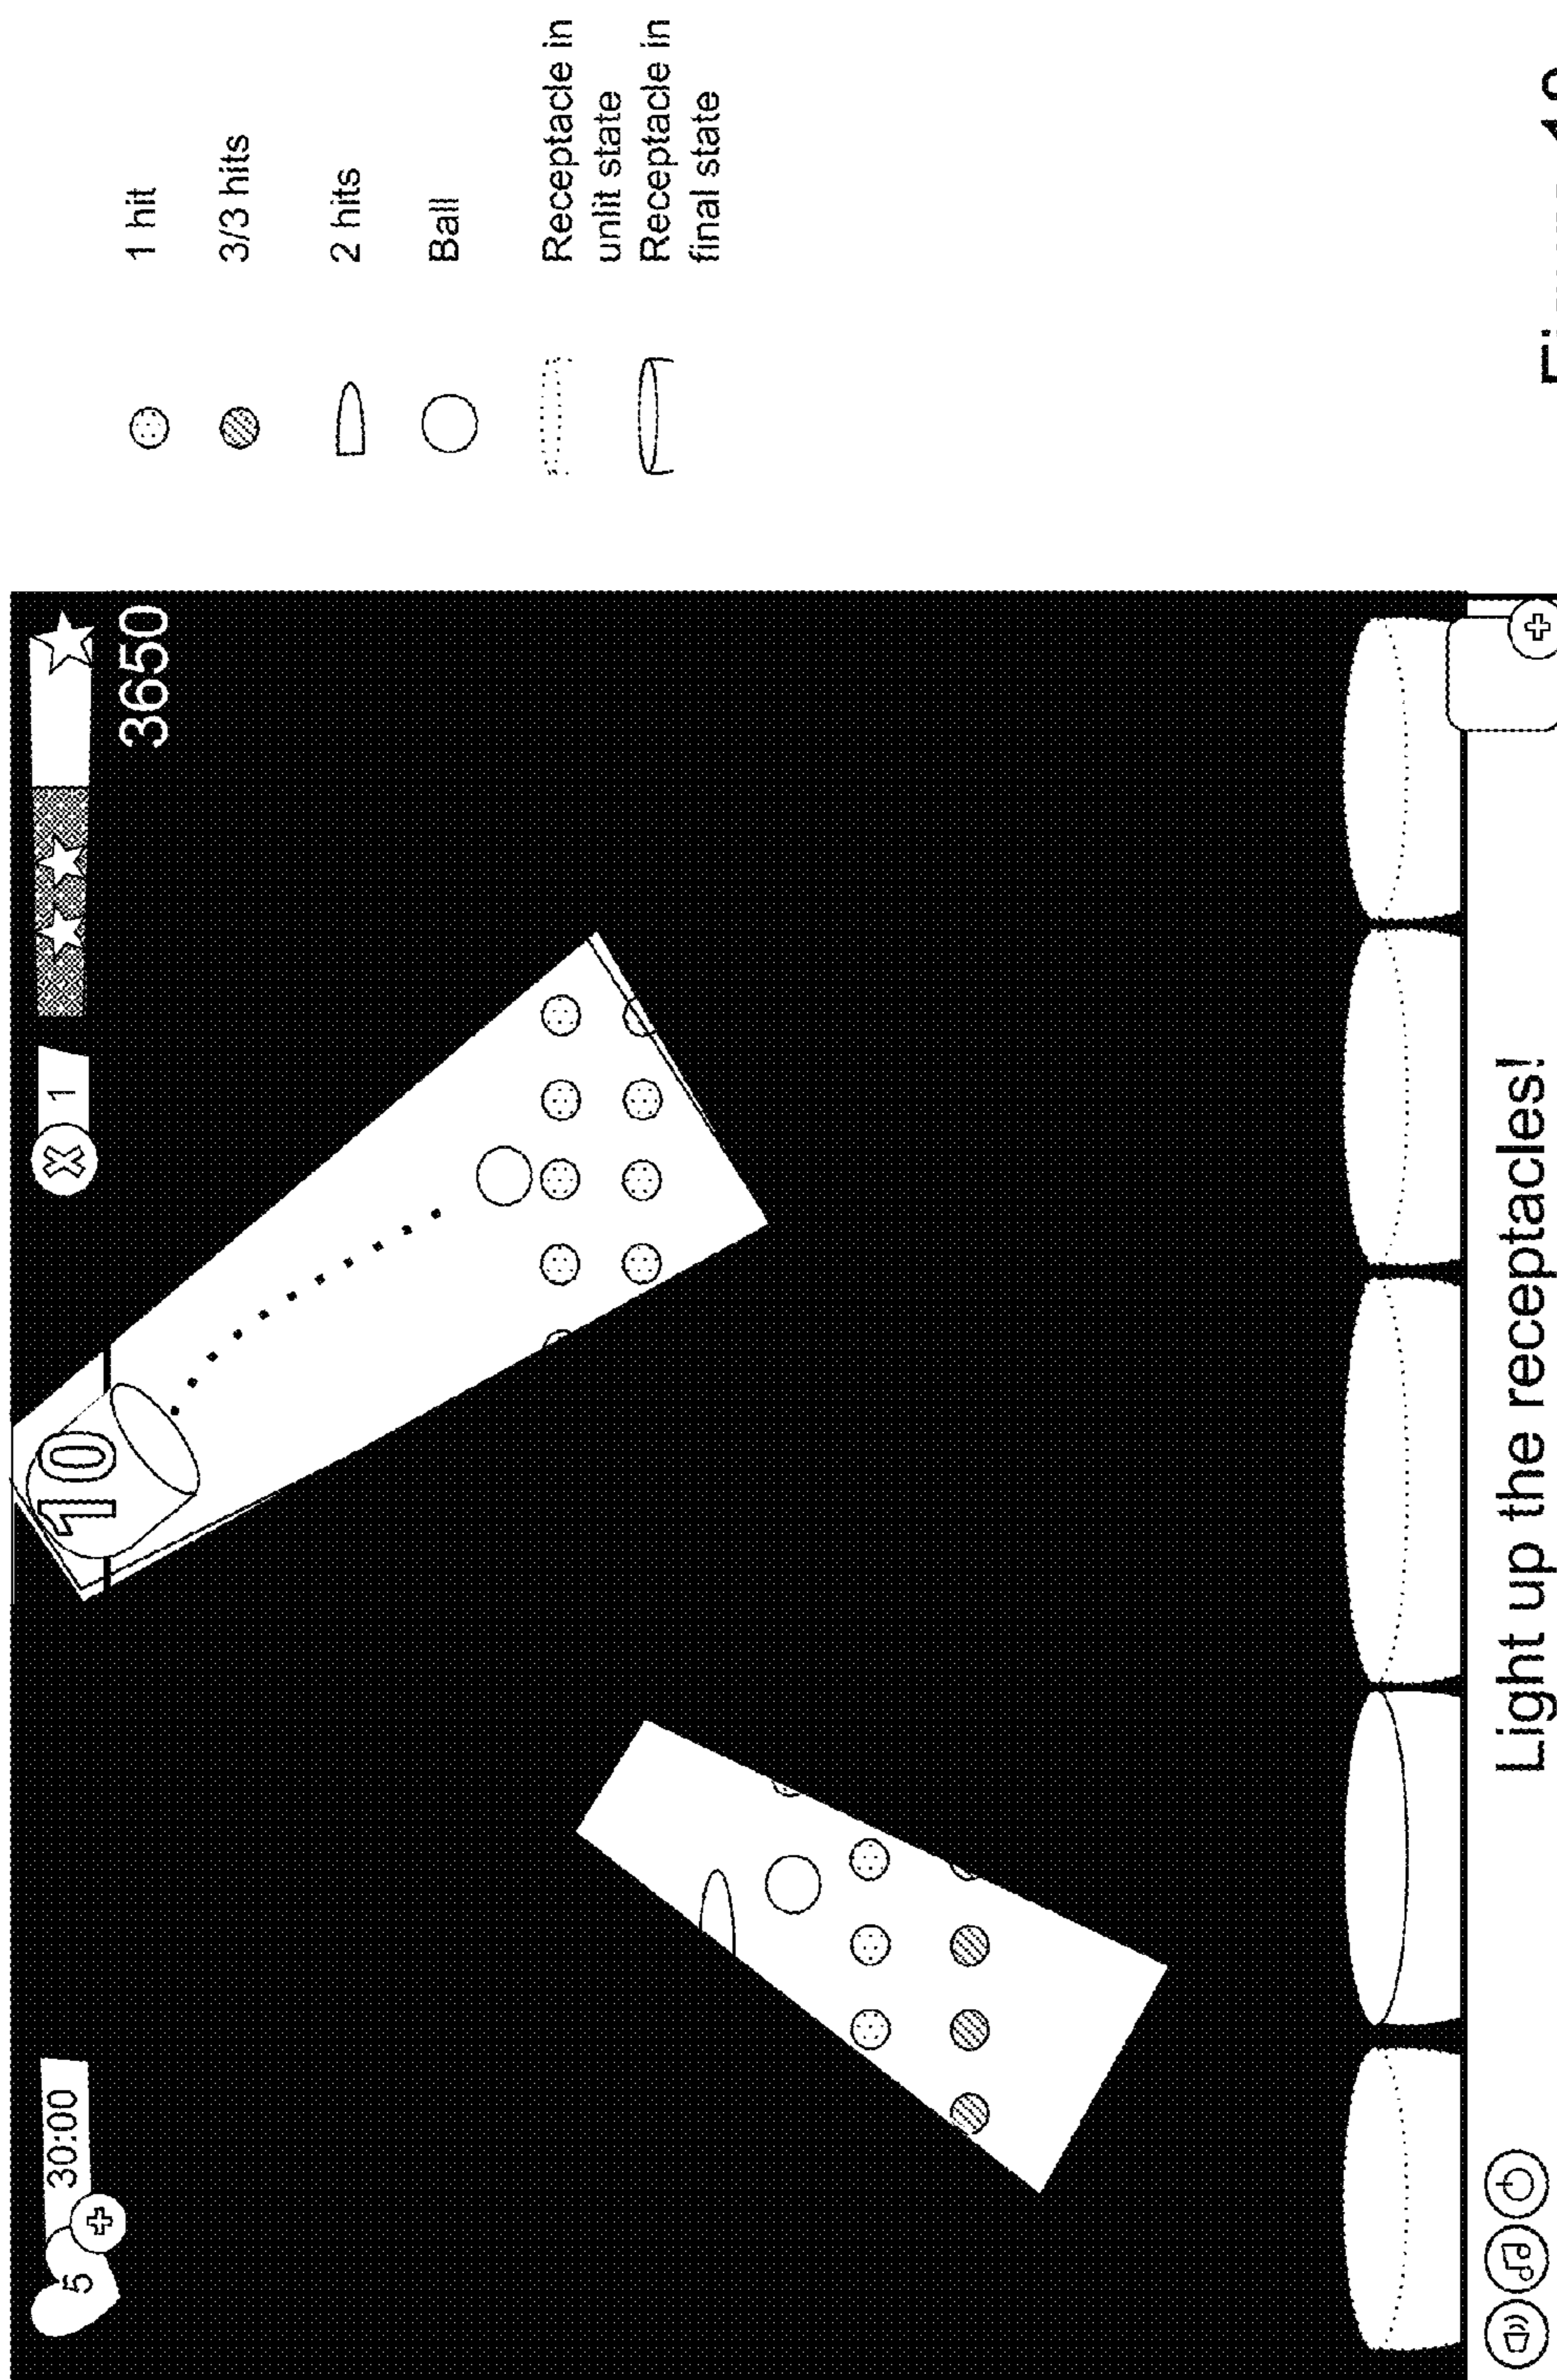 5 30:00
10
1
3650
1 hit
3/3 hits
2 hits
Ball
Receptacle in
unlit state
Receptacle in
final state
Light up the receptacles!